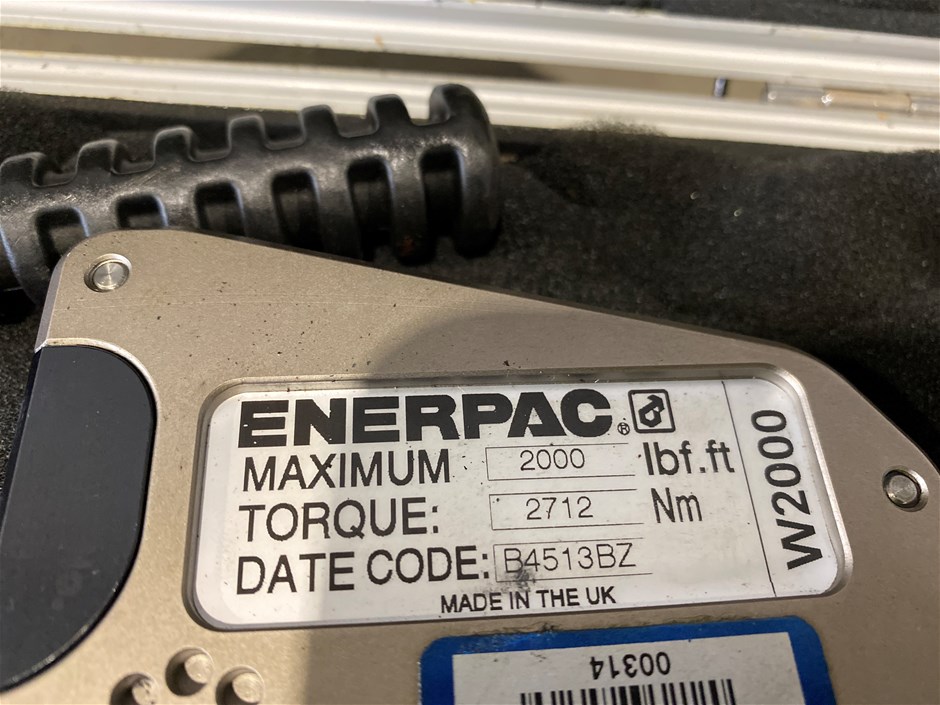 ENERPAC®
MAXIMUM 2000 lbf.ft
TORQUE: 2712 Nm
DATE CODE: B4513BZ
MADE IN THE UK
W2000
00314